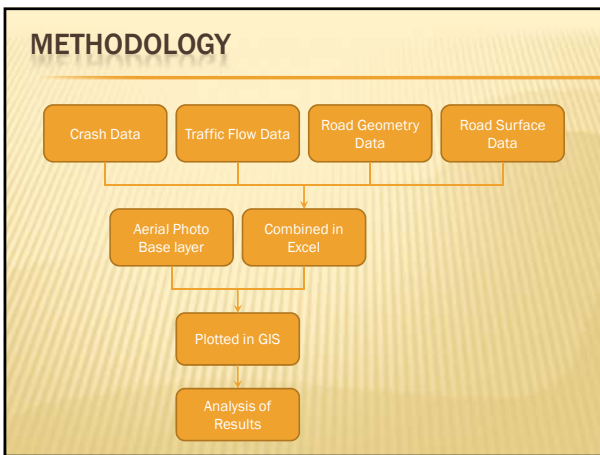 METHODOLOGY
Crash Data
Traffic Flow Data
Road Geometry
Data
Road Surface
Data
Aerial Photo
Base layer
Combined in
Excel
Plotted in GIS
Analysis of
Results